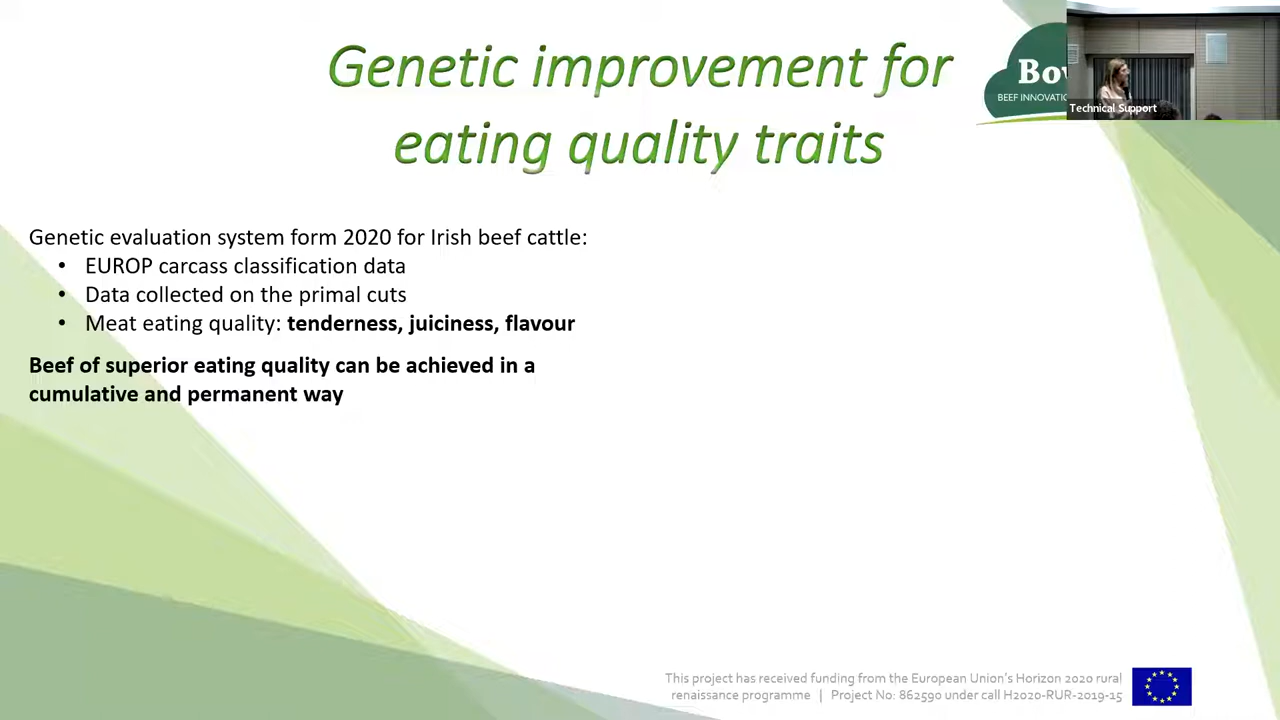 Genetic improvement for
eating quality traits
BEEF
Technical Support
Genetic evaluation system form 2020 for Irish beef cattle:
• EUROP carcass classification data
• Data collected on the primal cuts
• Meat eating quality: tenderness, juiciness, flavour
Beef of superior eating quality can be achieved in a
cumulative and permanent way
This project has received funding from the European Union's Horizon 2020 rural
renaissance programme | Project No: 862590 under call H2020-RUR-2019-15